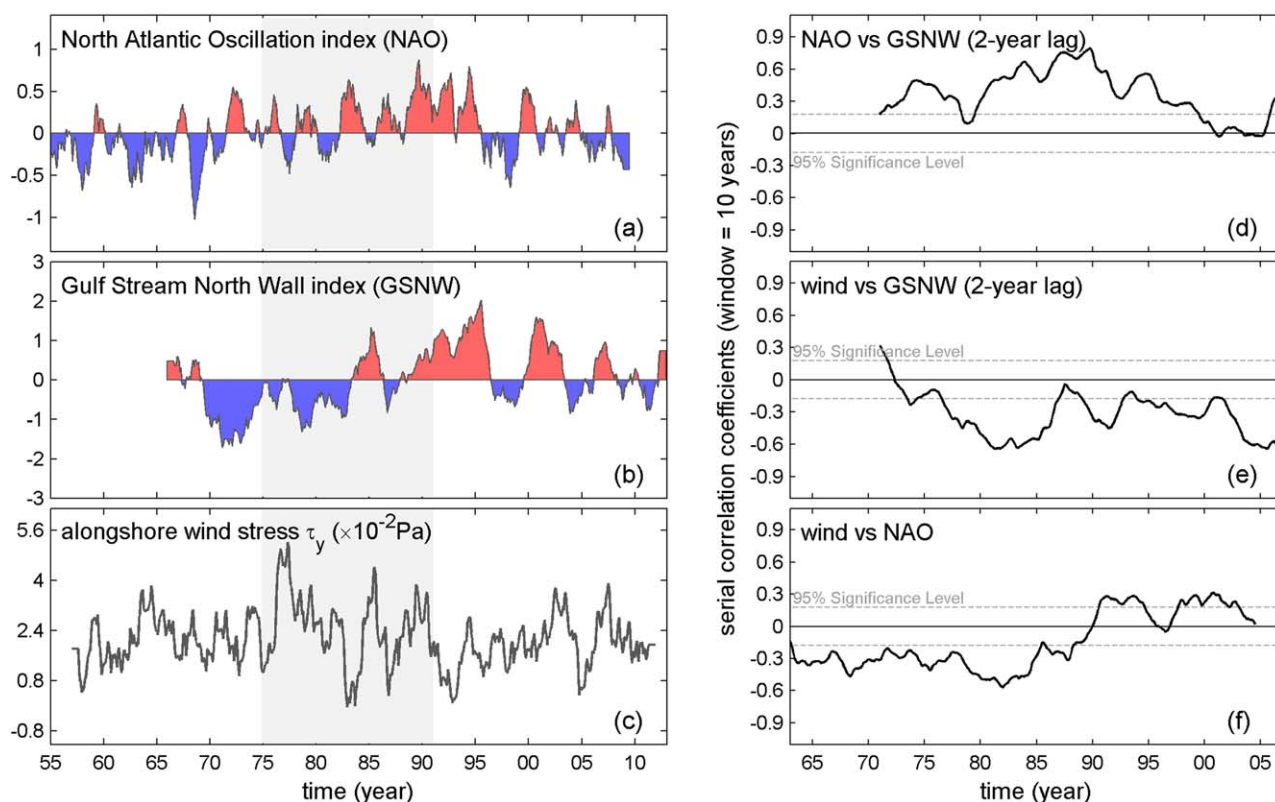 North Atlantic Oscillation index (NAO)
1
0.5
0
-0.5
-1
(a)
3
Gulf Stream North Wall index (GSNW)
2
1
0
-1
-2
-3
(b)
5.6
alongshore wind stress τy (×10-2Pa)
4
2.4
0.8
-0.8
(c)
55 60 65 70 75 80 85 90 95 00 05 10
time (year)
serial correlation coefficients (window = 10 years)
0.9
NAO vs GSNW (2-year lag)
0.6
0.3
0
-0.3
95% Significance Level
-0.6
-0.9
(d)
0.9
wind vs GSNW (2-year lag)
0.6
0.3
95% Significance Level
0
-0.3
-0.6
-0.9
(e)
0.9
wind vs NAO
0.6
0.3
95% Significance Level
0
-0.3
-0.6
-0.9
(f)
65 70 75 80 85 90 95 00 05
time (year)